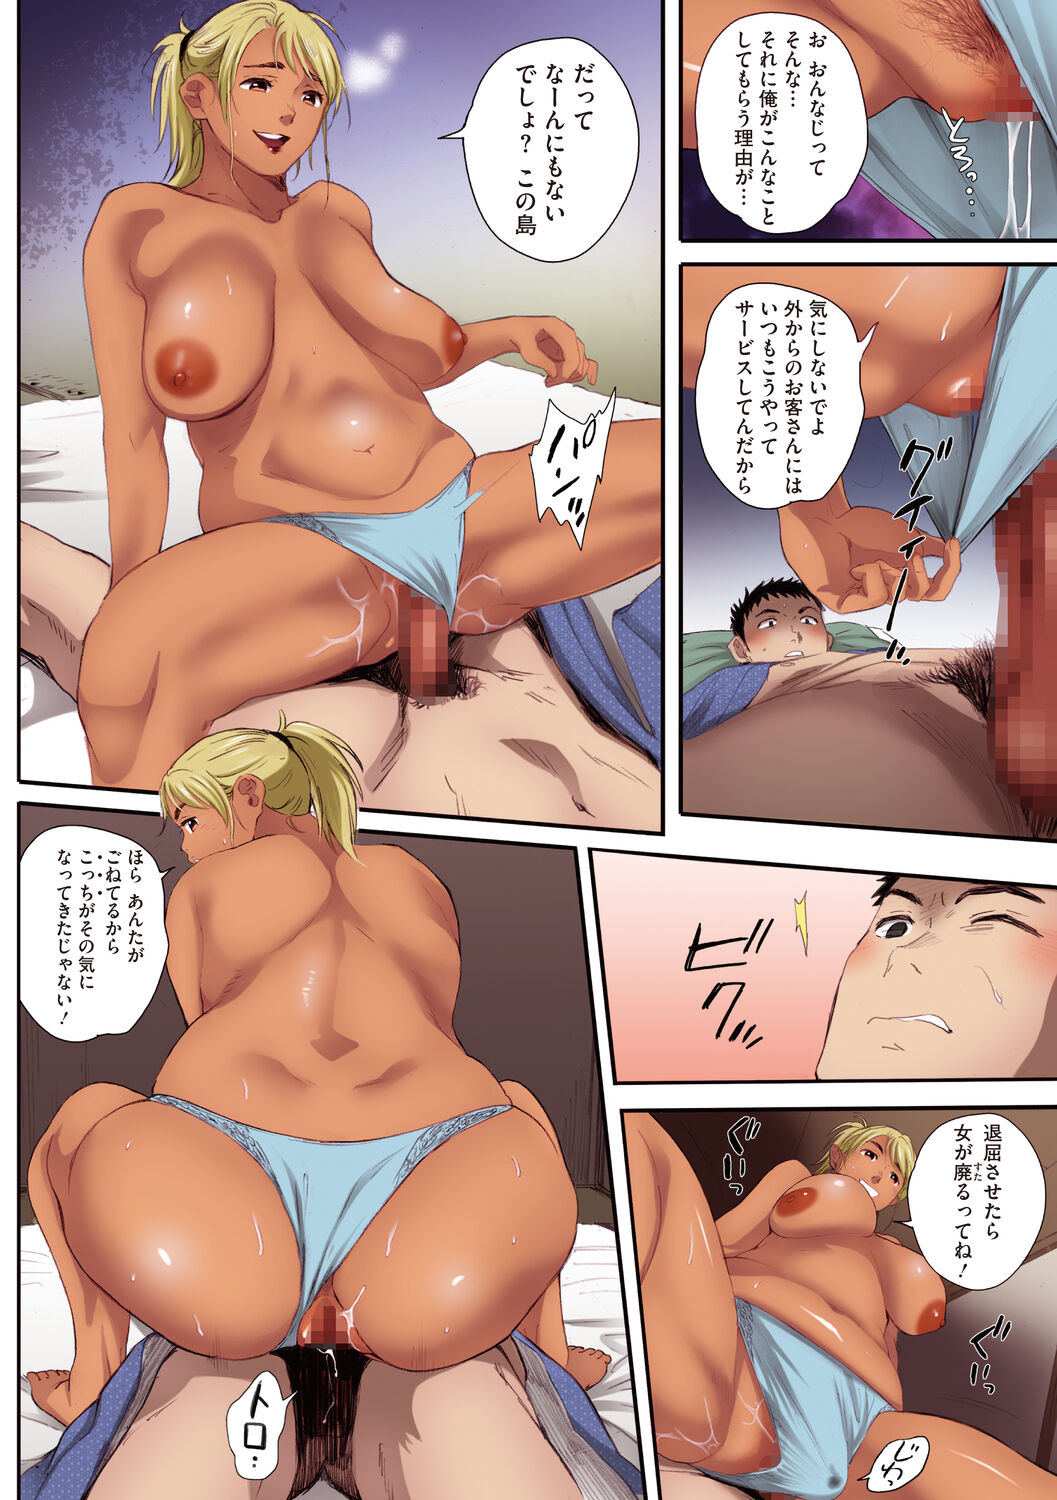 お おんなじって
そんな…
それに俺がこんなこと
してもらう理由が…
とろっ…
気にしないでよ
外からのお客さんには
いつもこうやって
サービスしてんだから
グイィー
だって
なーんにもない
でしょ？ この島
パンッ
ビクッ
ほら あんたが
ごねてるから
こっちがその気に
なってきたじゃない！
トロ…
退屈させたら
女が廃るってね！
すた
ぐいっ
ぐいっ
じわっ